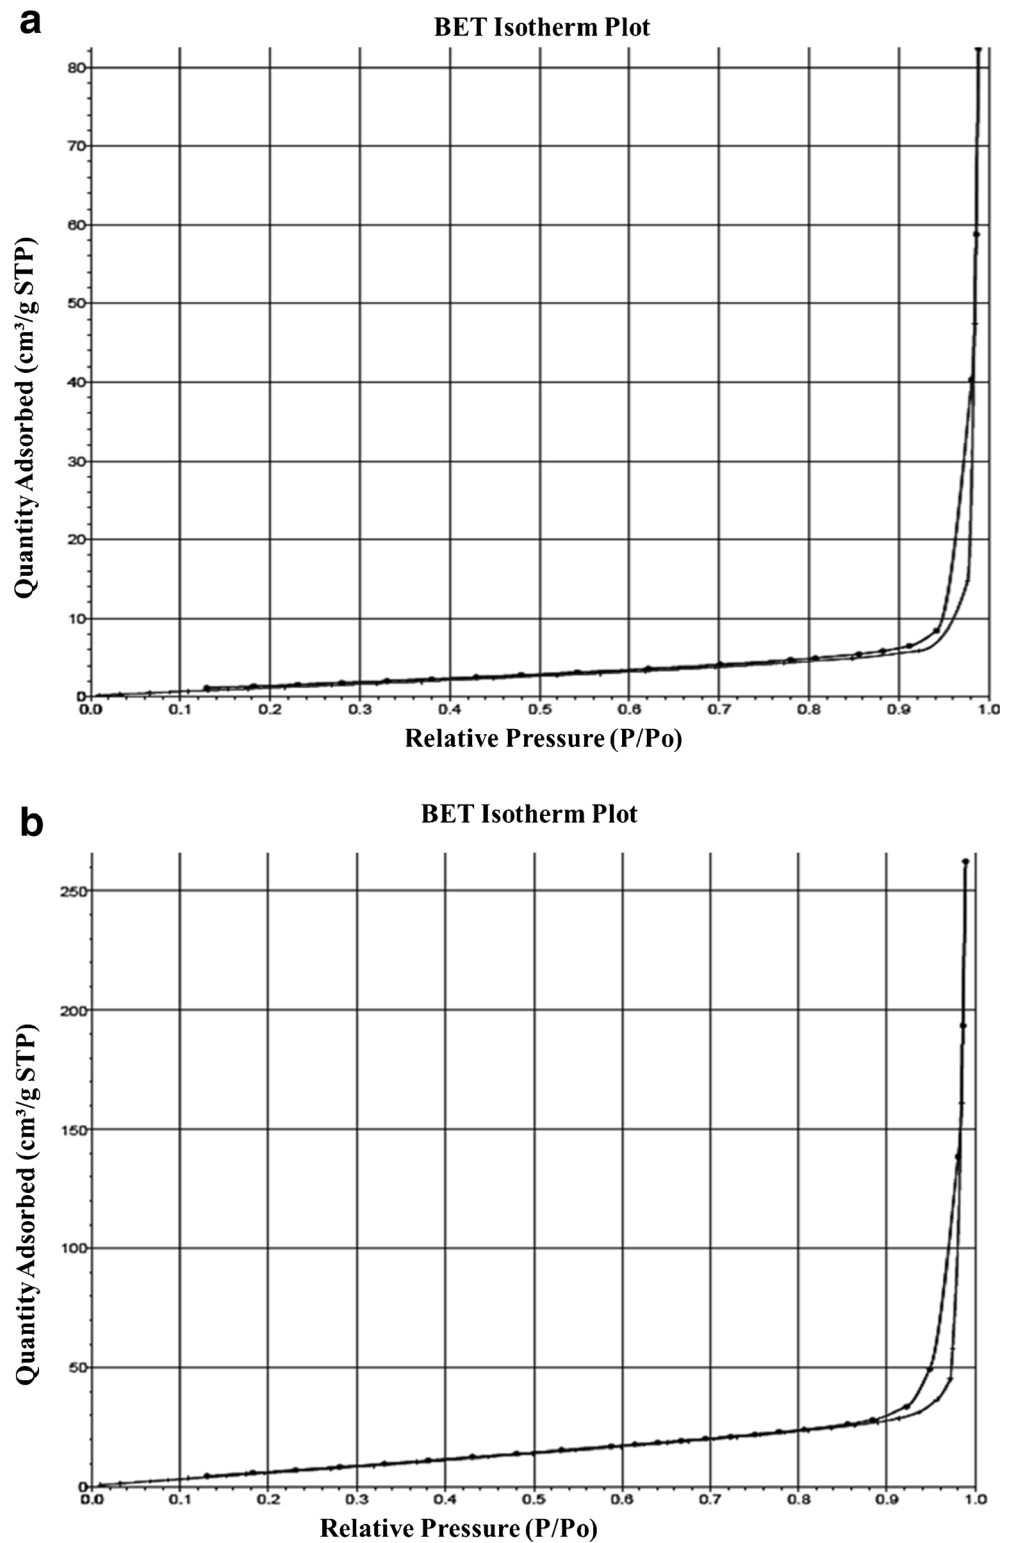 a
BET Isotherm Plot
80
70
60
50
40
30
20
10
0
Quantity Adsorbed (cm³/g STP)
0.0 0.1 0.2 0.3 0.4 0.5 0.6 0.7 0.8 0.9 1.0
Relative Pressure (P/Po)
b
BET Isotherm Plot
250
200
150
100
50
0
Quantity Adsorbed (cm³/g STP)
0.0 0.1 0.2 0.3 0.4 0.5 0.6 0.7 0.8 0.9 1.0
Relative Pressure (P/Po)